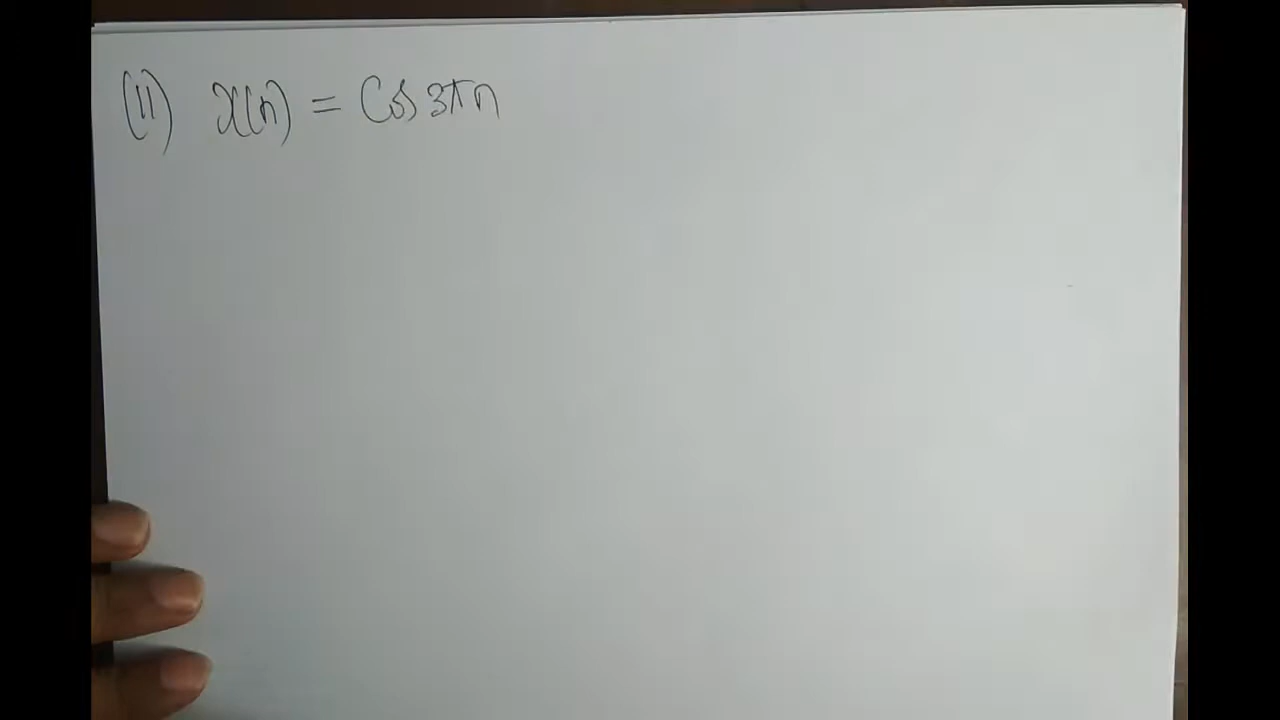 (ii) x(n) = Cos 3πn